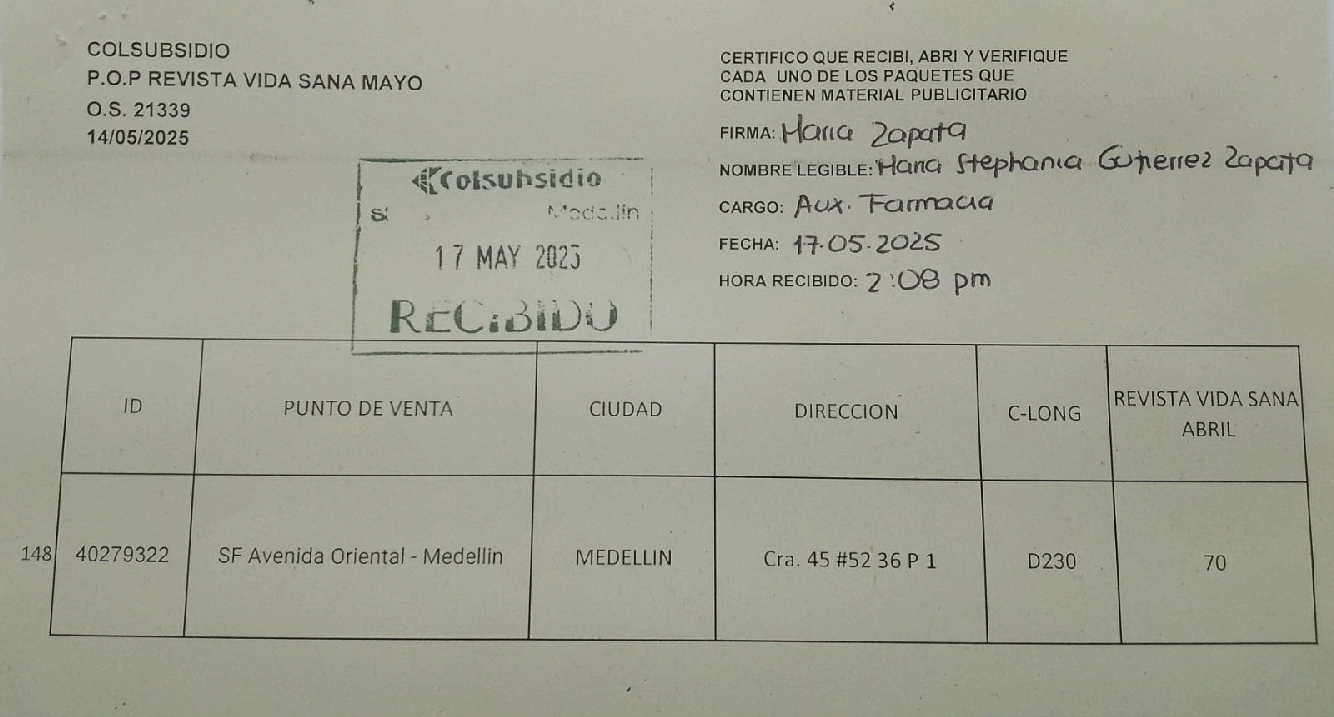 COLSUBSIDIO
P.O.P REVISTA VIDA SANA MAYO
O.S. 21339
14/05/2025
CERTIFICO QUE RECIBI, ABRI Y VERIFIQUE
CADA UNO DE LOS PAQUETES QUE
CONTIENEN MATERIAL PUBLICITARIO
FIRMA: Maria Zapata
NOMBRE LEGIBLE: Maria Stephania Gutierrez Zapata
CARGO: Aux. Farmacia
FECHA: 17.05.2025
HORA RECIBIDO: 2:08 pm
Colsubsidio
Medellin
17 MAY 2025
RECIBIDO
ID PUNTO DE VENTA CIUDAD DIRECCION C-LONG REVISTA VIDA SANA
ABRIL
148 40279322 SF Avenida Oriental - Medellin MEDELLIN Cra. 45 #52 36 P 1 D230 70